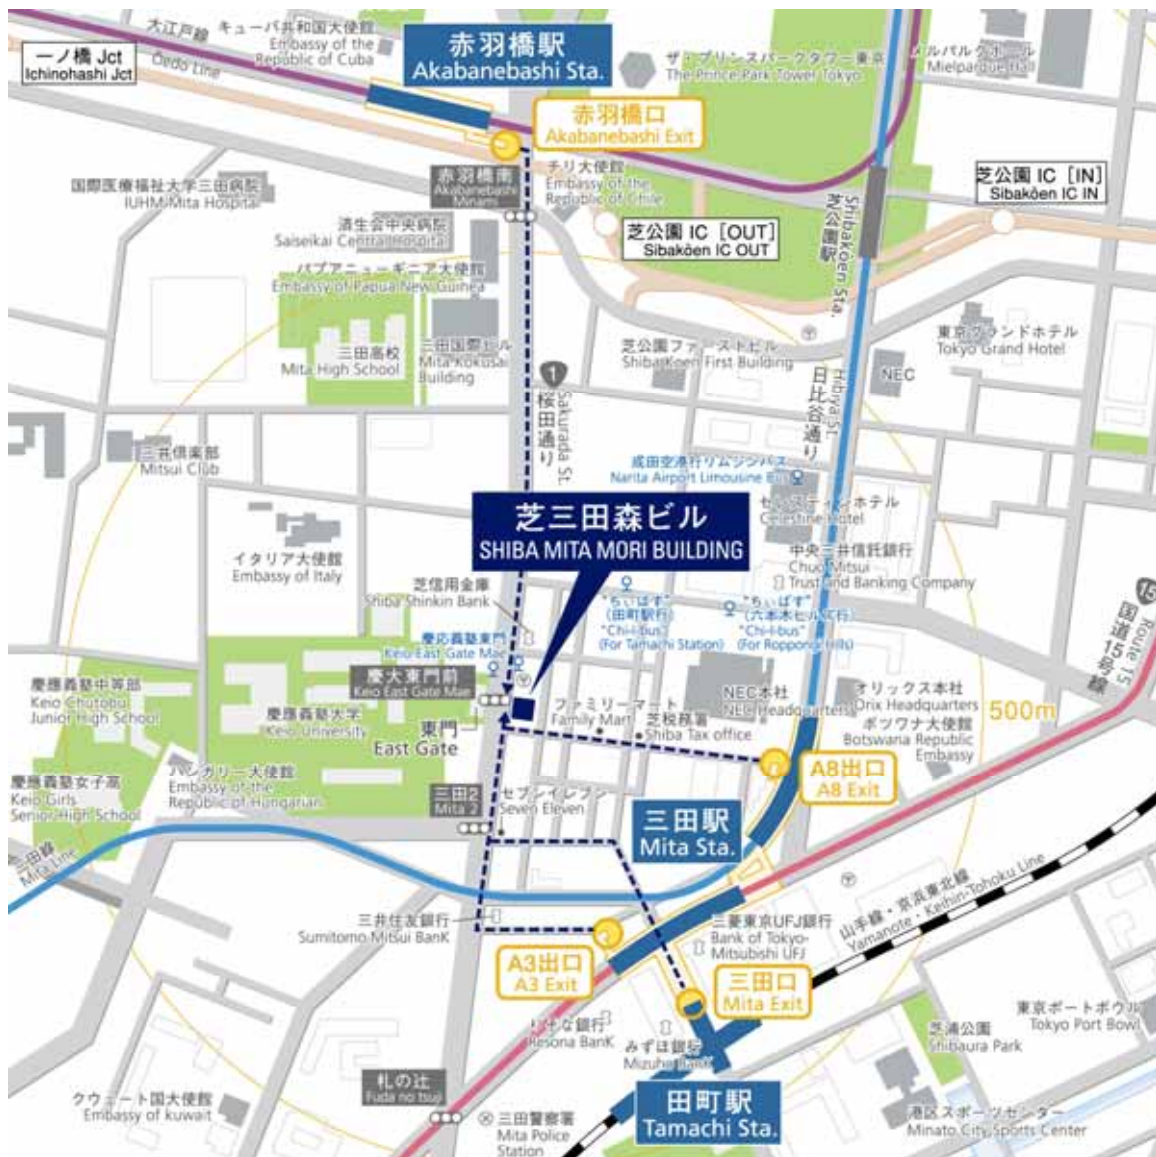 大江戸線
Ōedo Line
キューバ共和国大使館
Embassy of the
Republic of Cuba
一ノ橋 Jct
Ichinohashi Jct
赤羽橋駅
Akabanebashi Sta.
ザ・プリンスパークタワー東京
The Prince Park Tower Tokyo
メルパルクホール
Mielparque Hall
赤羽橋口
Akabanebashi Exit
国際医療福祉大学三田病院
IUHM Mita Hospital
赤羽橋南
Akabanebashi
Minami
チリ大使館
Embassy of the
Republic of Chile
芝公園 IC［IN］
Sibakōen IC IN
済生会中央病院
Saiseikai Central Hospital
芝公園 IC［OUT］
Sibakōen IC OUT
芝公園駅
Shibakōen Sta.
パプアニューギニア大使館
Embassy of Papua New Guinea
三田高校
Mita High School
三田国際ビル
Mita Kokusai
Building
芝公園ファーストビル
Shiba Koen First Building
東京グランドホテル
Tokyo Grand Hotel
NEC
1
桜田通り
Sakurada St.
日比谷通り
Hibiya St.
三井倶楽部
Mitsui Club
成田空港行リムジンバス
Narita Airport Limousine Bus
セレスティンホテル
Celestine Hotel
芝三田森ビル
SHIBA MITA MORI BUILDING
イタリア大使館
Embassy of Italy
中央三井信託銀行
Chuo Mitsui
Trust and Banking Company
芝信用金庫
Shiba Shinkin Bank
"ちぃばす"
（田町駅行）
"Chi-i-bus"
(For Tamachi Station)
"ちぃばす"
（六本木ヒルズ行）
"Chi-i-bus"
(For Roppongi Hills)
15
国道15号線
Route 15
慶応義塾東門
Keio East Gate Mae
慶大東門前
Keio East Gate Mae
慶應義塾中等部
Keio Chutobu
Junior High School
慶應義塾大学
Keio University
東門
East Gate
ファミリーマート
Family Mart
芝税務署
Shiba Tax office
NEC本社
NEC Headquarters
オリックス本社
Orix Headquarters
ボツワナ大使館
Botswana Republic
Embassy
500m
A8出口
A8 Exit
慶應義塾女子高
Keio Girls
Senior High School
ハンガリー大使館
Embassy of the
Republic of Hungarian
三田2
Mita 2
セブンイレブン
Seven Eleven
三田駅
Mita Sta.
三田線
Mita Line
三井住友銀行
Sumitomo Mitsui BanK
三菱東京UFJ銀行
Bank of Tokyo-
Mitsubishi UFJ
山手線・京浜東北線
Yamanote・Keihin-Tohoku Line
A3出口
A3 Exit
三田口
Mita Exit
りそな銀行
Resona BanK
みずほ銀行
Mizuho BanK
芝浦公園
Shibaura Park
東京ポートボウル
Tokyo Port Bowl
札の辻
Fuda no tsuji
クウェート国大使館
Embassy of kuwait
三田警察署
Mita Police
Station
田町駅
Tamachi Sta.
港区スポーツセンター
Minato City Sports Center